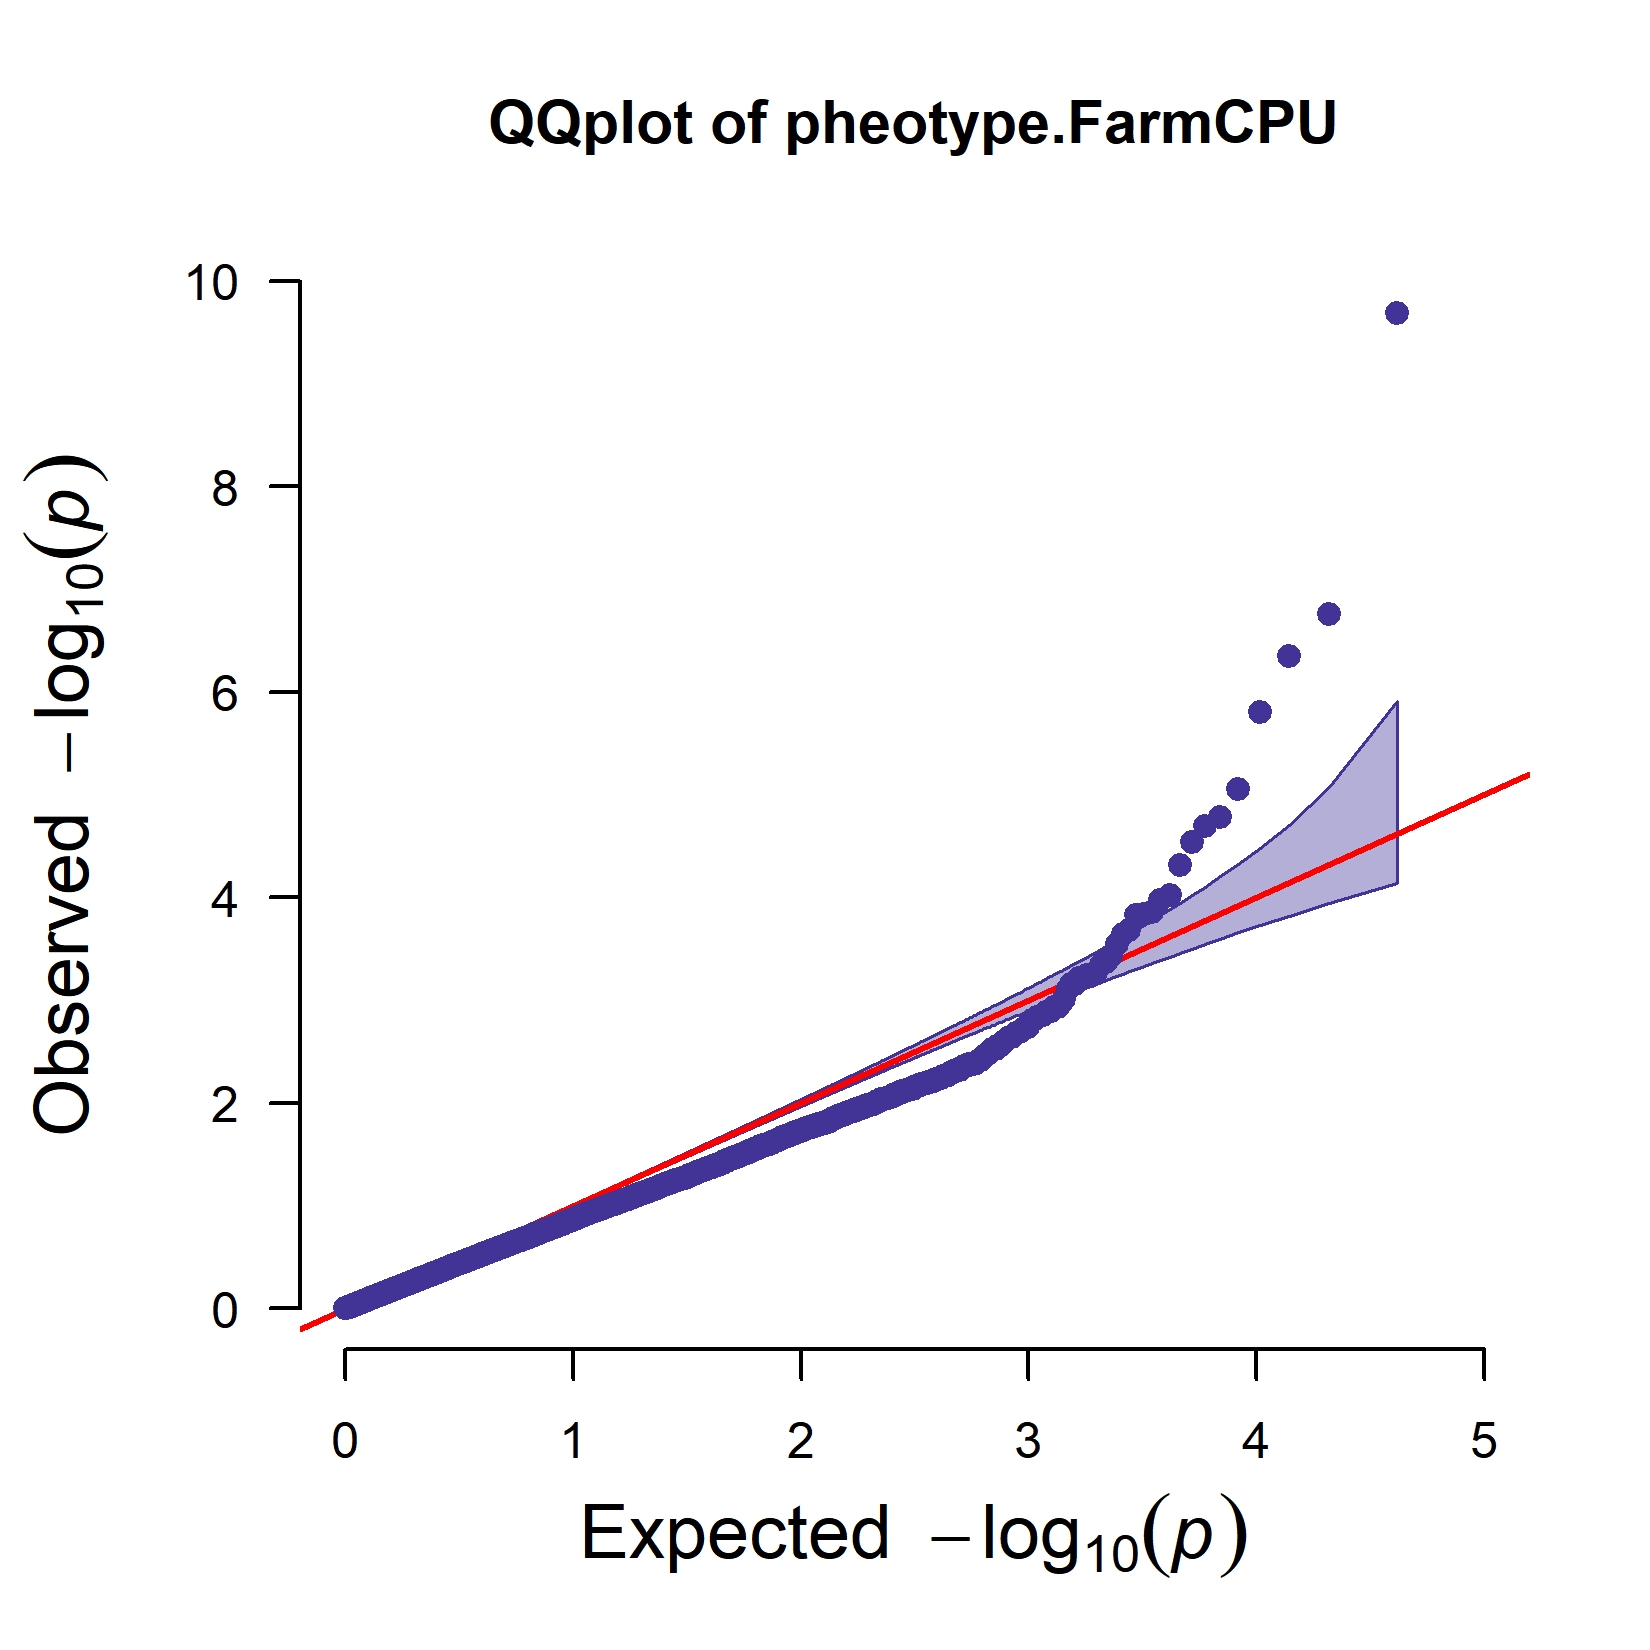 QQplot of pheotype.FarmCPU
Observed −log₁₀(p)
10
8
6
4
2
0
0 1 2 3 4 5
Expected −log₁₀(p)